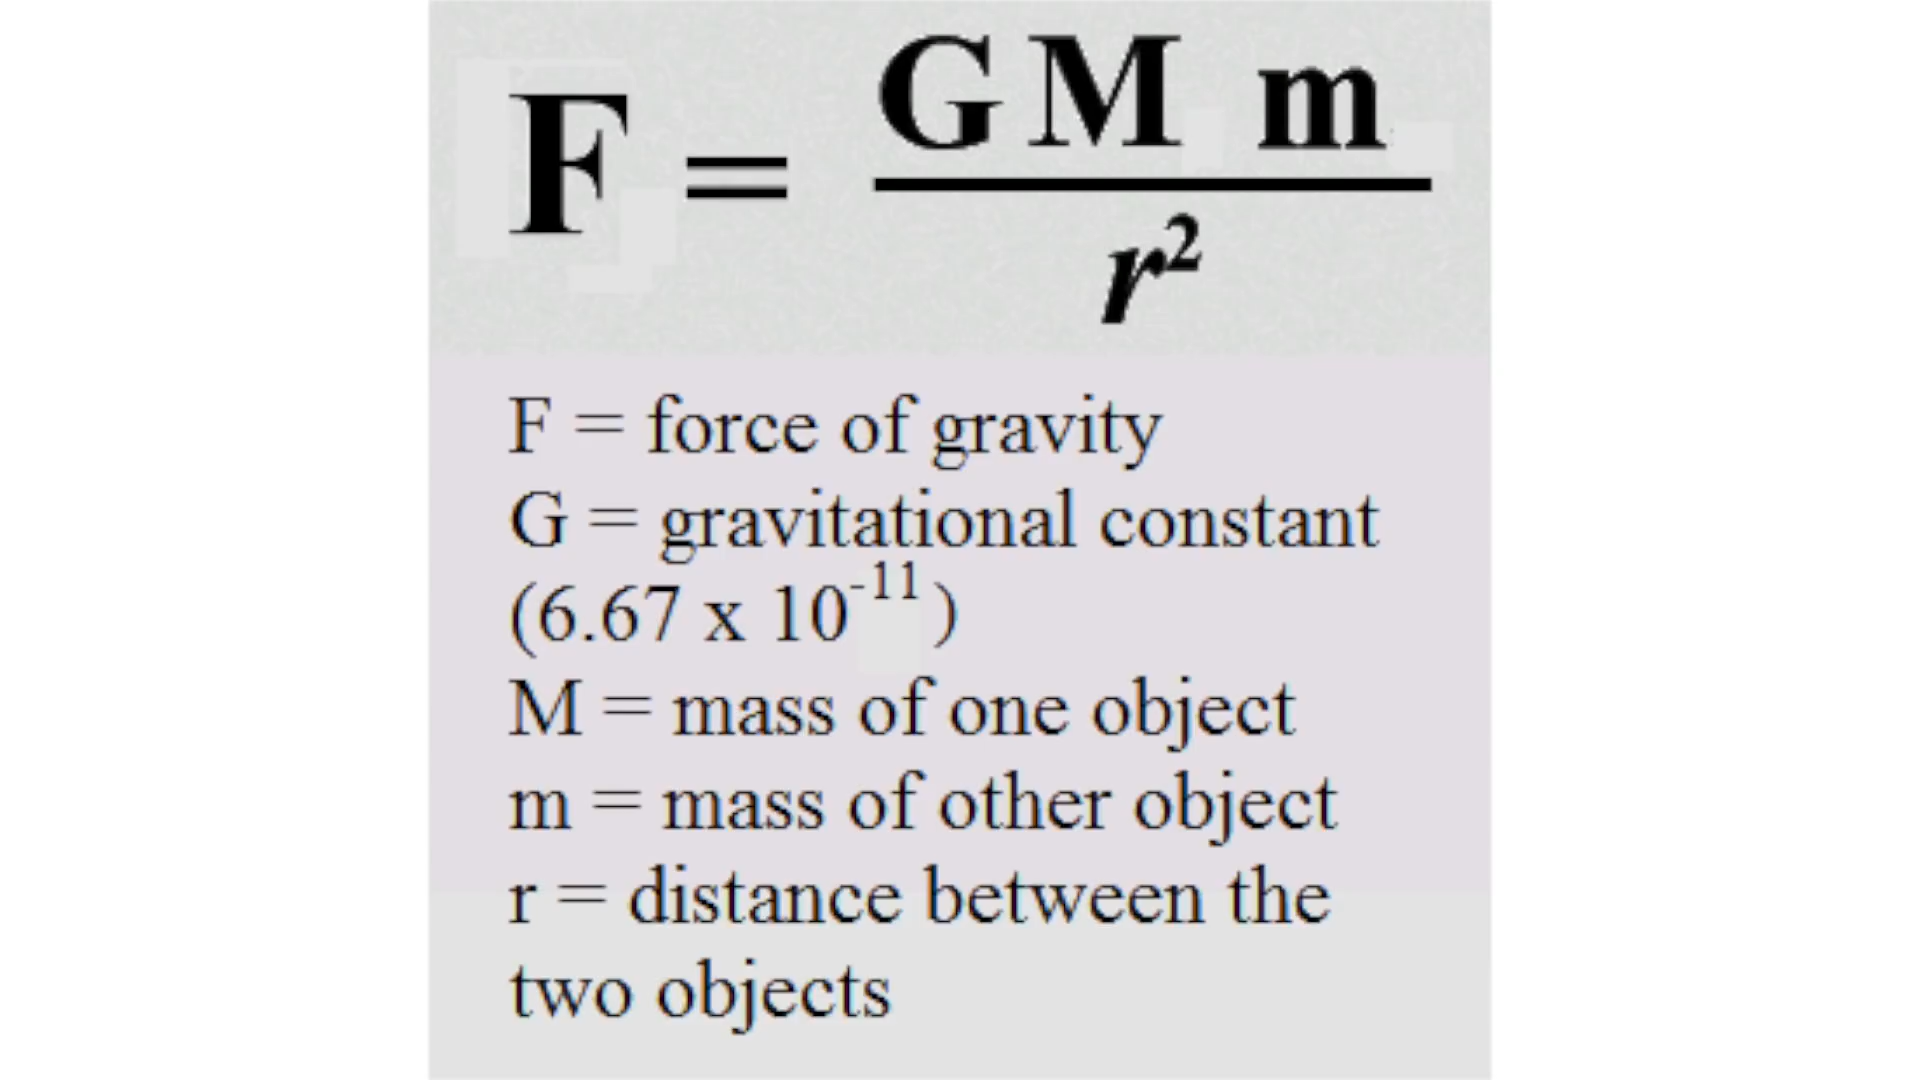 F = G M m / r²
F = force of gravity
G = gravitational constant
(6.67 x 10⁻¹¹)
M = mass of one object
m = mass of other object
r = distance between the
two objects